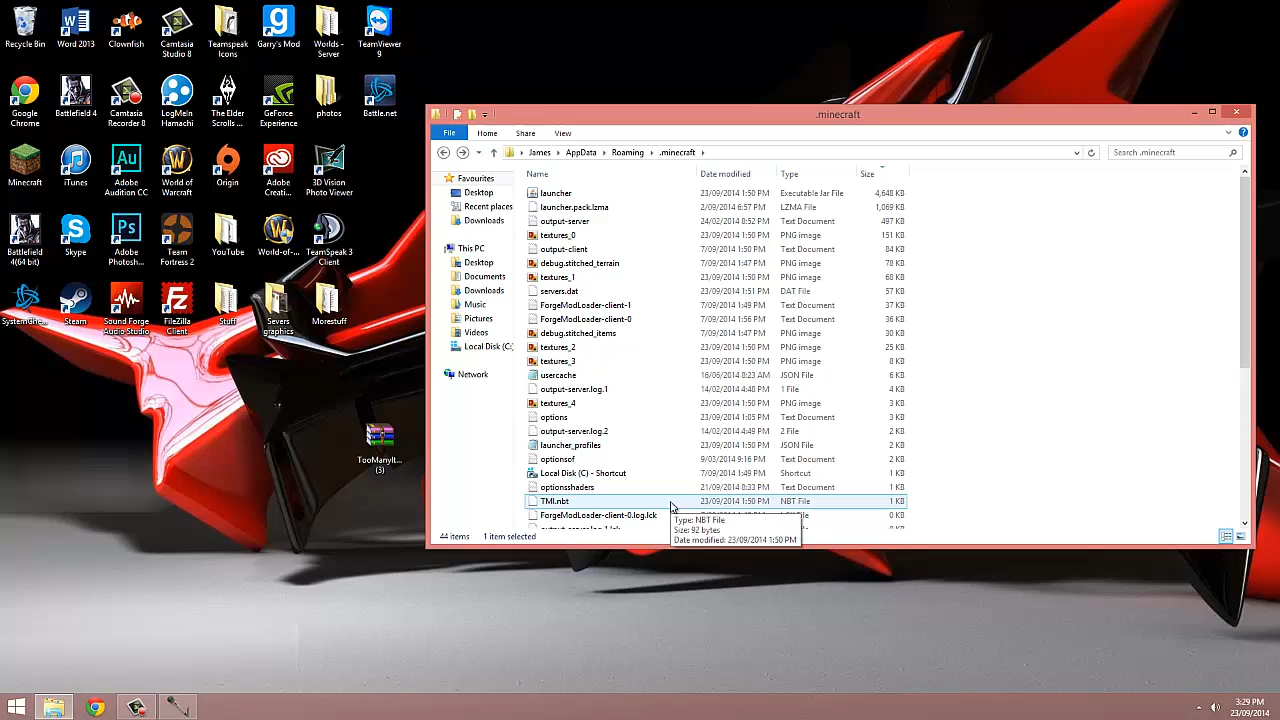 Recycle Bin
Word 2013
Clownfish
Camtasia Studio 8
Teamspeak Icons
Garry's Mod
Worlds - Server
TeamViewer 9
Google Chrome
Battlefield 4
Camtasia Recorder 8
LogMeIn Hamachi
The Elder Scrolls ...
GeForce Experience
photos
Battle.net
Minecraft
iTunes
Adobe Audition CC
World of Warcraft
Origin
Adobe Creati...
3D Vision Photo Viewer
Battlefield 4(64 bit)
Skype
Adobe Photosh...
Team Fortress 2
YouTube
World-of-...
TeamSpeak 3 Client
Systemdhe...
Steam
Sound Forge Audio Studio
FileZilla Client
Stuff
Severs graphics
Morestuff
TooManyIt... (3)
.minecraft
File Home Share View
James AppData Roaming .minecraft
Search .minecraft
Name Date modified Type Size
Favourites
Desktop
Recent places
Downloads
This PC
Desktop
Documents
Downloads
Music
Pictures
Videos
Local Disk (C:
Network
launcher 23/09/2014 1:50 PM Executable Jar File 4,648 KB
launcher.pack.lzma 2/09/2014 6:57 PM LZMA File 1,069 KB
output-server 24/02/2014 8:52 PM Text Document 497 KB
textures_0 23/09/2014 1:50 PM PNG image 151 KB
output-client 7/09/2014 1:50 PM Text Document 84 KB
debug.stitched_terrain 7/09/2014 1:47 PM PNG image 78 KB
textures_1 23/09/2014 1:50 PM PNG image 68 KB
servers.dat 23/09/2014 1:51 PM DAT File 57 KB
ForgeModLoader-client-1 7/09/2014 1:49 PM Text Document 37 KB
ForgeModLoader-client-0 7/09/2014 1:56 PM Text Document 36 KB
debug.stitched_items 7/09/2014 1:47 PM PNG image 30 KB
textures_2 23/09/2014 1:50 PM PNG image 25 KB
textures_3 23/09/2014 1:50 PM PNG image 8 KB
usercache 16/06/2014 8:23 AM JSON File 6 KB
output-server.log.1 14/02/2014 4:48 PM 1 File 4 KB
textures_4 23/09/2014 1:50 PM PNG image 3 KB
options 23/09/2014 1:05 PM Text Document 3 KB
output-server.log.2 14/02/2014 4:49 PM 2 File 3 KB
launcher_profiles 23/09/2014 1:50 PM JSON File 3 KB
optionsof 9/03/2014 9:16 PM Text Document 2 KB
Local Disk (C) - Shortcut 7/09/2014 1:49 PM Shortcut 1 KB
optionsshaders 21/09/2014 8:33 PM Text Document 1 KB
TMI.nbt 23/09/2014 1:50 PM NBT File 1 KB
ForgeModLoader-client-0.log.lck 0 KB
Type: NBT File
Size: 92 bytes
Date modified: 23/09/2014 1:50 PM
44 items 1 item selected
3:29 PM
23/09/2014